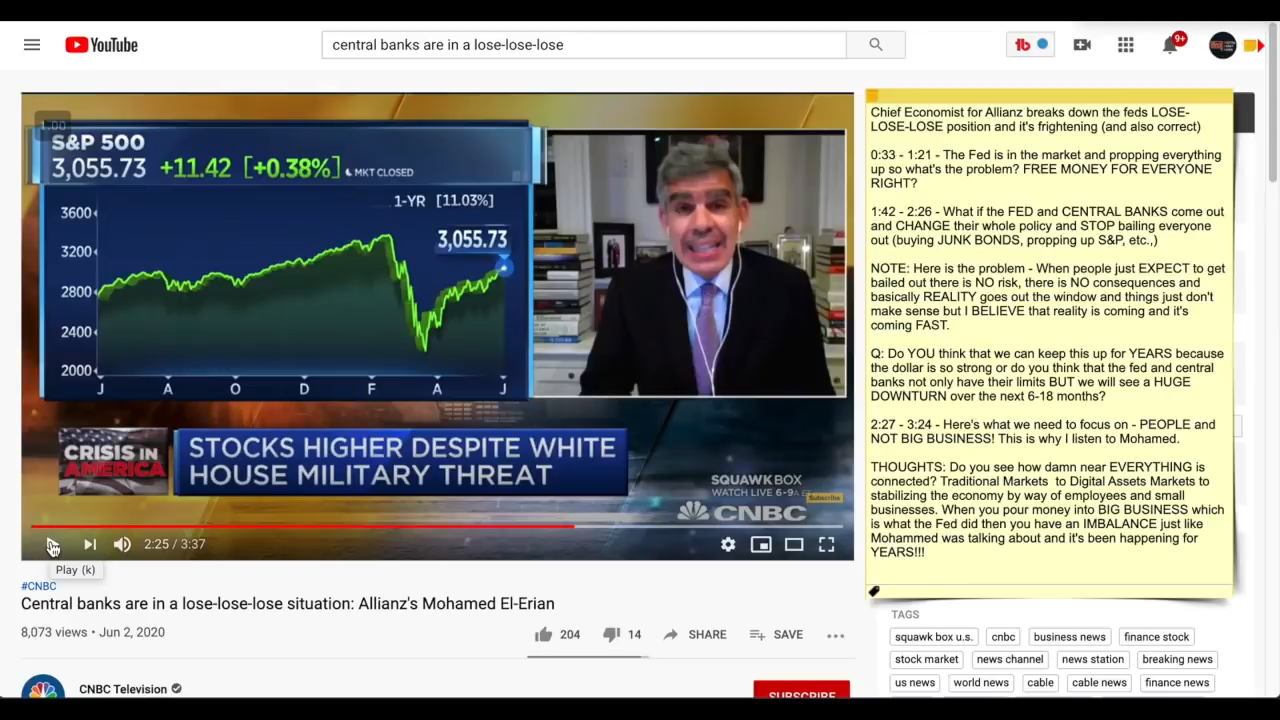 YouTube
central banks are in a lose-lose-lose
tb
9+
1.00
S&P 500
3,055.73 +11.42 [+0.38%] MKT CLOSED
1-YR [11.03%]
3600
3,055.73
3200
2800
2400
2000
J A O D F A J
CRISIS IN
AMERICA
STOCKS HIGHER DESPITE WHITE
HOUSE MILITARY THREAT
SQUAWK BOX
WATCH LIVE 6-9A
Subscribe
CNBC
2:25 / 3:37
Play (k)
#CNBC
Central banks are in a lose-lose-lose situation: Allianz's Mohamed El-Erian
8,073 views • Jun 2, 2020
204 14 SHARE SAVE
CNBC Television
SUBSCRIBE
Chief Economist for Allianz breaks down the feds LOSE-
LOSE-LOSE position and it's frightening (and also correct)
0:33 - 1:21 - The Fed is in the market and propping everything
up so what's the problem? FREE MONEY FOR EVERYONE
RIGHT?
1:42 - 2:26 - What if the FED and CENTRAL BANKS come out
and CHANGE their whole policy and STOP bailing everyone
out (buying JUNK BONDS, propping up S&P, etc.,)
NOTE: Here is the problem - When people just EXPECT to get
bailed out there is NO risk, there is NO consequences and
basically REALITY goes out the window and things just don't
make sense but I BELIEVE that reality is coming and it's
coming FAST.
Q: Do YOU think that we can keep this up for YEARS because
the dollar is so strong or do you think that the fed and central
banks not only have their limits BUT we will see a HUGE
DOWNTURN over the next 6-18 months?
2:27 - 3:24 - Here's what we need to focus on - PEOPLE and
NOT BIG BUSINESS! This is why I listen to Mohamed.
THOUGHTS: Do you see how damn near EVERYTHING is
connected? Traditional Markets to Digital Assets Markets to
stabilizing the economy by way of employees and small
businesses. When you pour money into BIG BUSINESS which
is what the Fed did then you have an IMBALANCE just like
Mohammed was talking about and it's been happening for
YEARS!!!
TAGS
squawk box u.s. cnbc business news finance stock
stock market news channel news station breaking news
us news world news cable cable news finance news